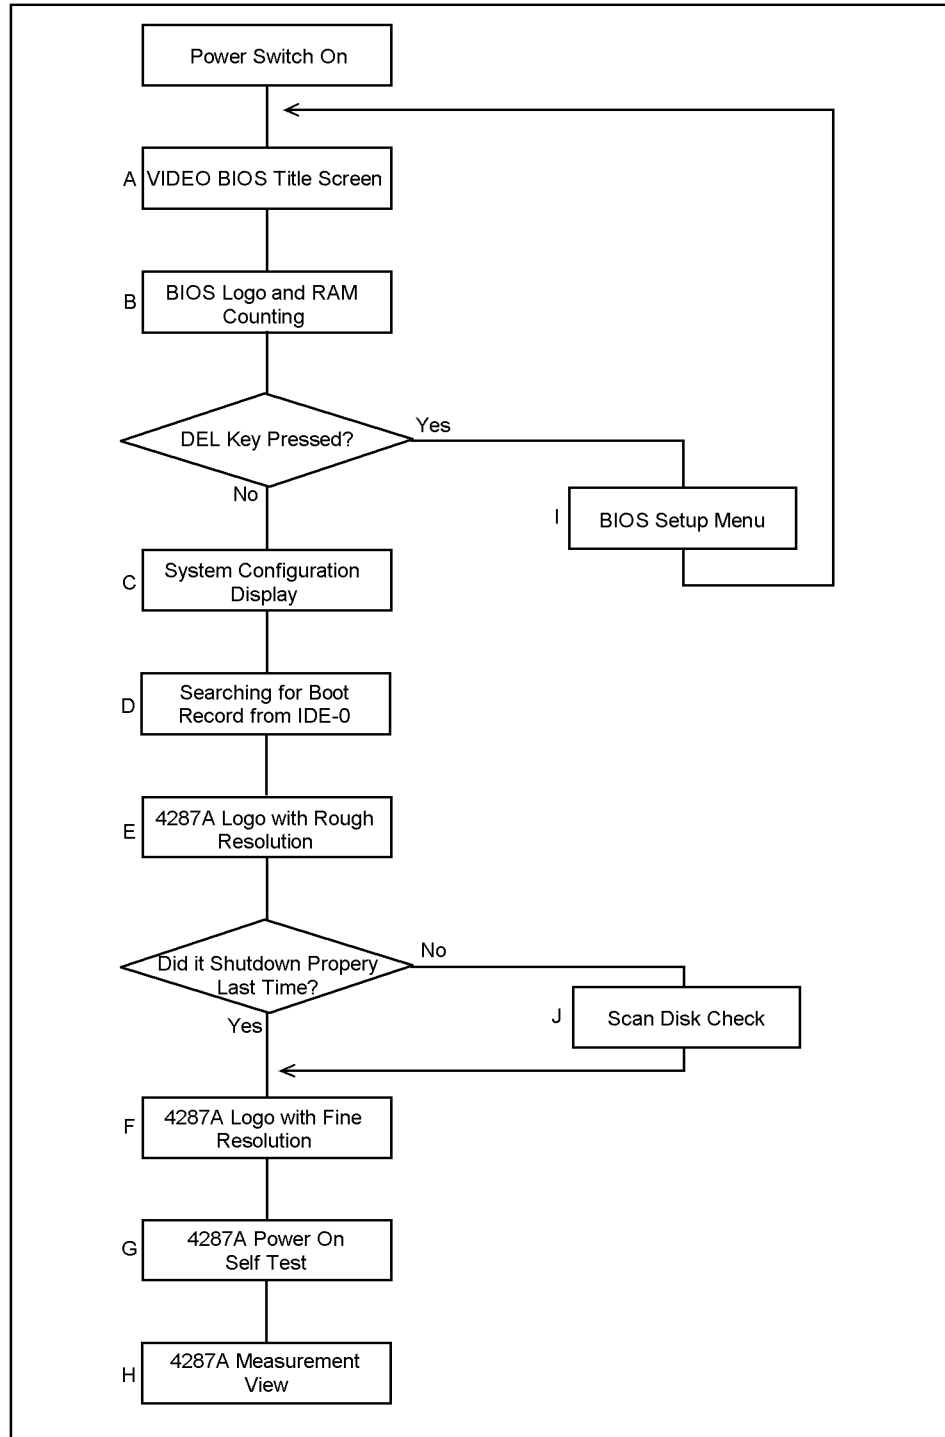 Power Switch On
A
VIDEO BIOS Title Screen
B
BIOS Logo and RAM
Counting
DEL Key Pressed?
Yes
No
I
BIOS Setup Menu
C
System Configuration
Display
D
Searching for Boot
Record from IDE-0
E
4287A Logo with Rough
Resolution
Did it Shutdown Propery
Last Time?
No
Yes
J
Scan Disk Check
F
4287A Logo with Fine
Resolution
G
4287A Power On
Self Test
H
4287A Measurement
View